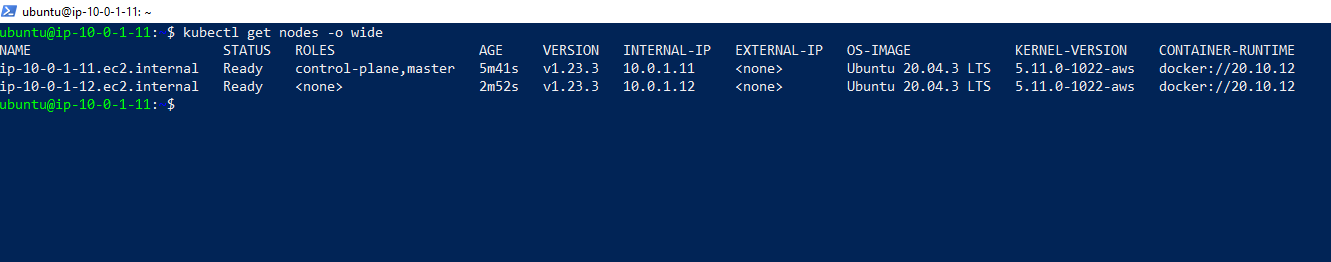 ubuntu@ip-10-0-1-11: ~
ubuntu@ip-10-0-1-11:~$ kubectl get nodes -o wide
NAME STATUS ROLES AGE VERSION INTERNAL-IP EXTERNAL-IP OS-IMAGE KERNEL-VERSION CONTAINER-RUNTIME
ip-10-0-1-11.ec2.internal Ready control-plane,master 5m41s v1.23.3 10.0.1.11 <none> Ubuntu 20.04.3 LTS 5.11.0-1022-aws docker://20.10.12
ip-10-0-1-12.ec2.internal Ready <none> 2m52s v1.23.3 10.0.1.12 <none> Ubuntu 20.04.3 LTS 5.11.0-1022-aws docker://20.10.12
ubuntu@ip-10-0-1-11:~$